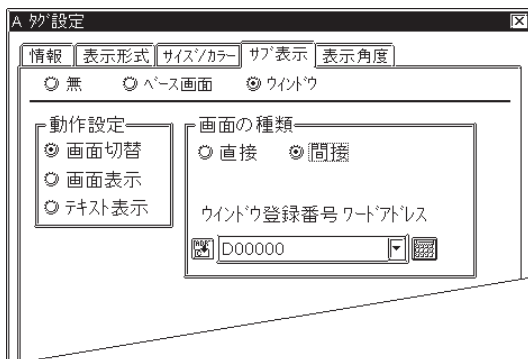 A ﾀｸﾞ設定
情報 表示形式 ｻｲｽﾞ/ｶﾗｰ ｻﾌﾞ表示 表示角度
無 ﾍﾞｰｽ画面 ｳｨﾝﾄﾞｳ
動作設定
画面切替
画面表示
ﾃｷｽﾄ表示
画面の種類
直接 間接
ｳｲﾝﾄﾞｳ登録番号 ﾜｰﾄﾞｱﾄﾞﾚｽ
D00000